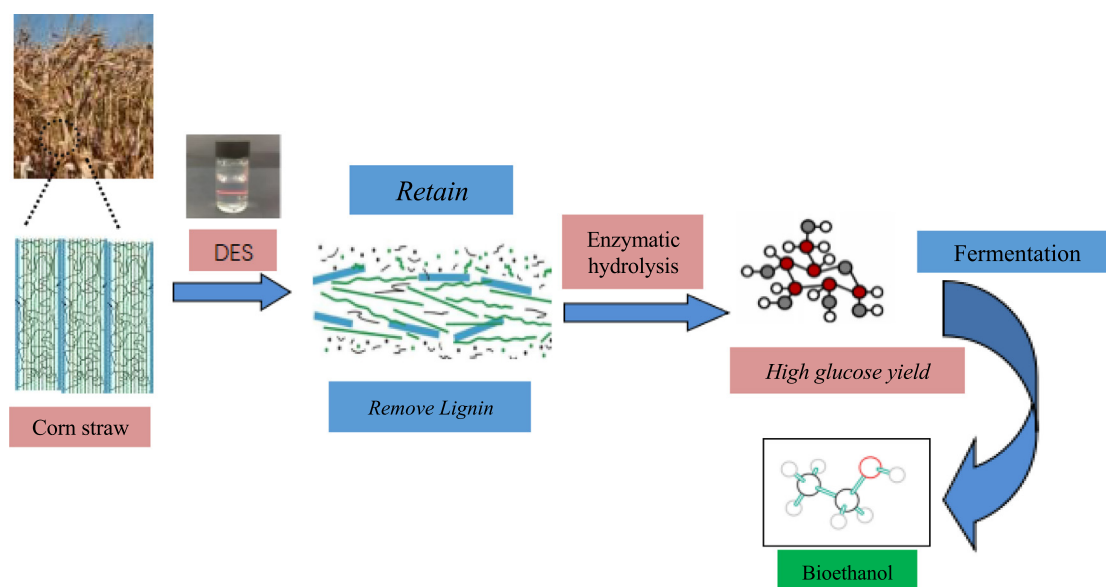 DES
Retain
Enzymatic
hydrolysis
Fermentation
Corn straw
Remove Lignin
High glucose yield
Bioethanol